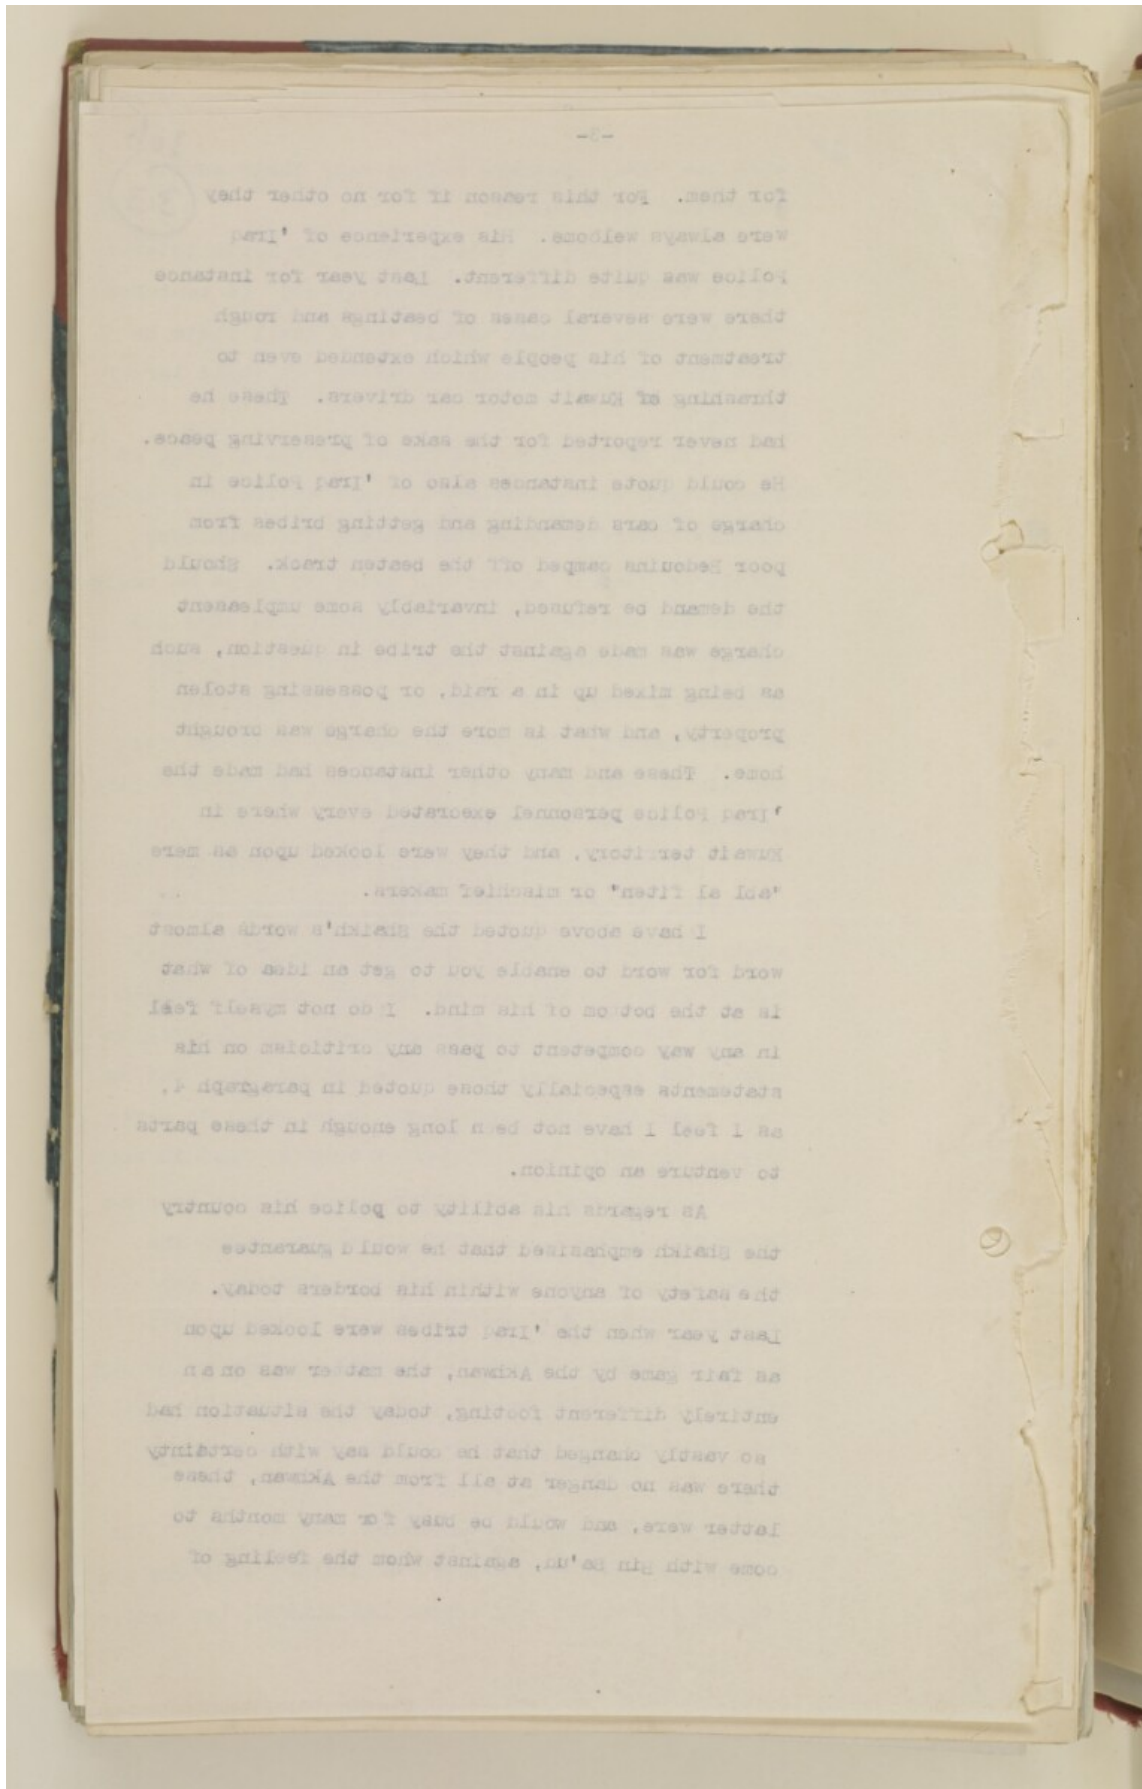 -3-
for them. For this reason if for no other they
were always welcome. His experience of 'Iraq
Police was quite different. Last year for instance
there were several cases of beatings and rough
treatment of his people which extended even to
thrashing of Kuwait motor car drivers. These he
had never reported for the sake of preserving peace.
He could quote instances also of 'Iraq Police in
charge of cars demanding and getting bribes from
poor Bedouins camped off the beaten track. Should
the demand be refused, invariably some unpleasent
charge was made against the tribe in question, such
as being mixed up in a raid, or possessing stolen
property, and what is more the charge was brought
home. These and many other instances had made the
'Iraq Police personnel execrated every where in
Kuwait territory, and they were looked upon as mere
"abl al fiten" or mischief makers.
I have above quoted the Shaikh's words almost
word for word to enable you to get an idea of what
is at the bottom of his mind. I do not myself feel
in any way competent to pass any criticism on his
statements especially those quoted in paragraph 4,
as I feel I have not been long enough in these parts
to venture an opinion.
As regards his ability to police his country
the Shaikh emphasised that he would guarantee
the safety of anyone within his borders today.
Last year when the 'Iraq tribes were looked upon
as fair game by the Akhwan, the matter was on an
entirely different footing, today the situation had
so vastly changed that he could say with certainty
there was no danger at all from the Akhwan, these
latter were, and would be busy for many months to
come with Bin Sa'ud, against whom the feeling of